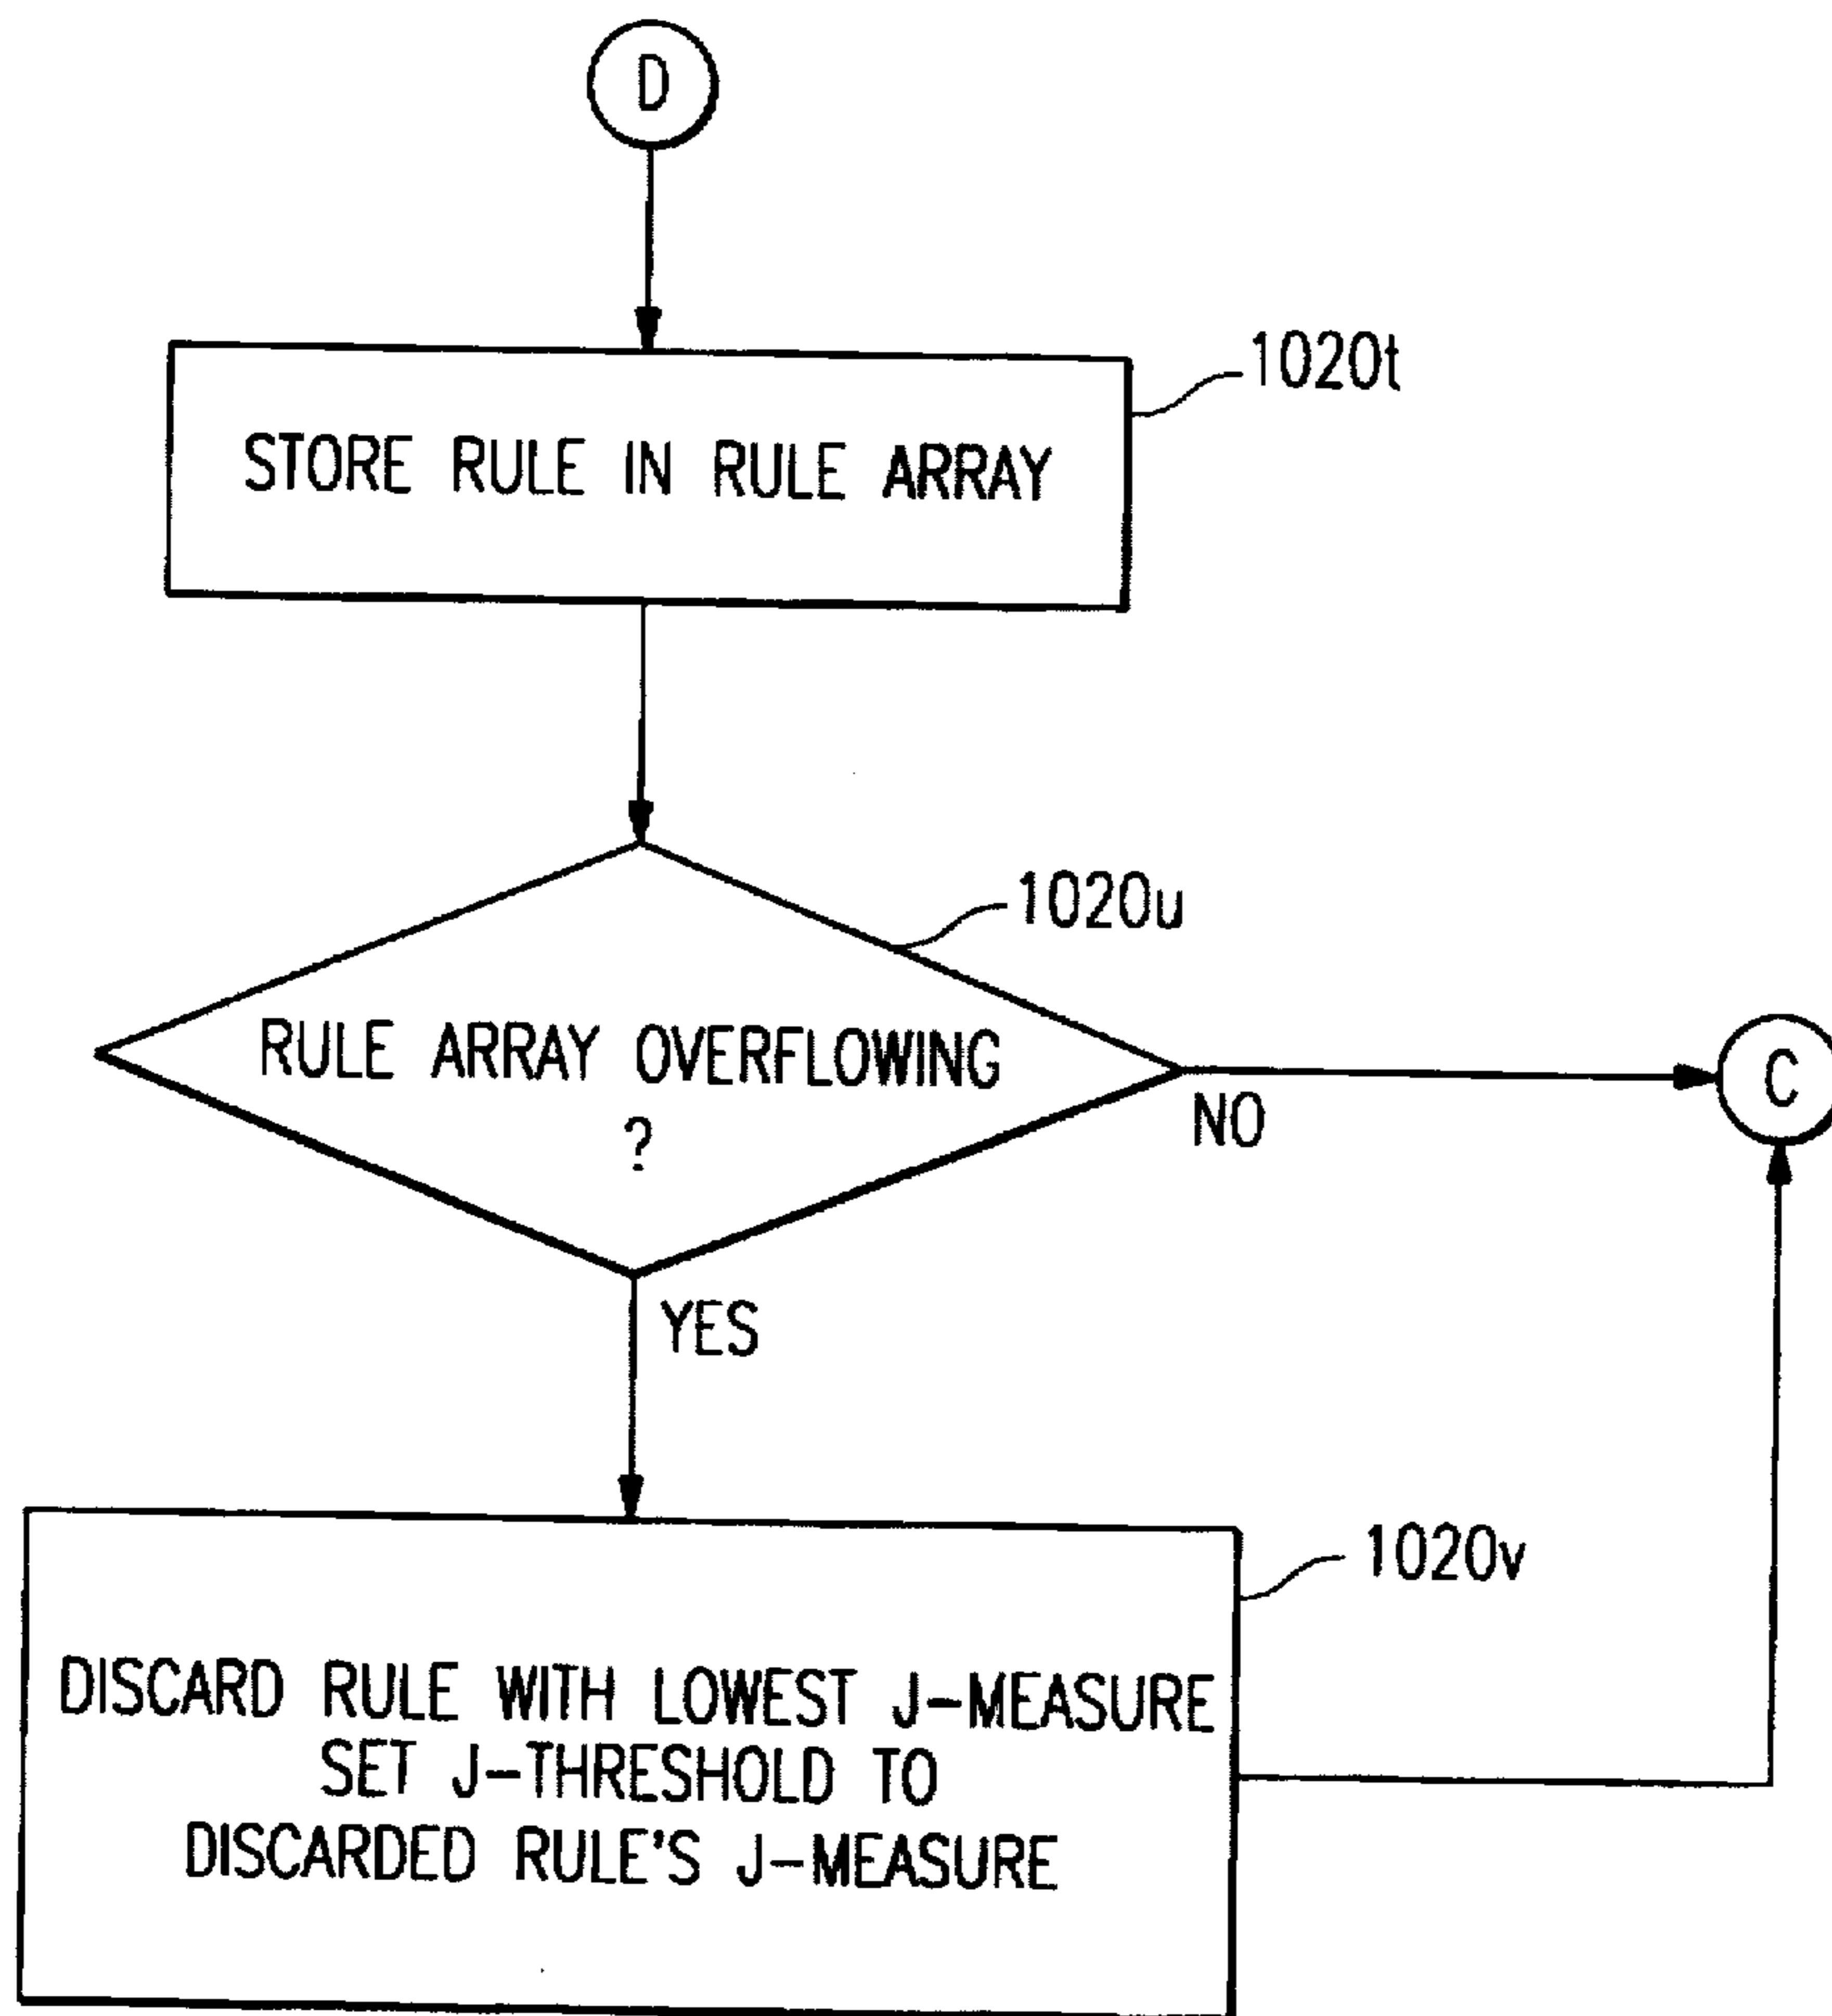 D
1020t
STORE RULE IN RULE ARRAY
1020u
RULE ARRAY OVERFLOWING
?
NO
C
YES
1020v
DISCARD RULE WITH LOWEST J-MEASURE
SET J-THRESHOLD TO
DISCARDED RULE'S J-MEASURE